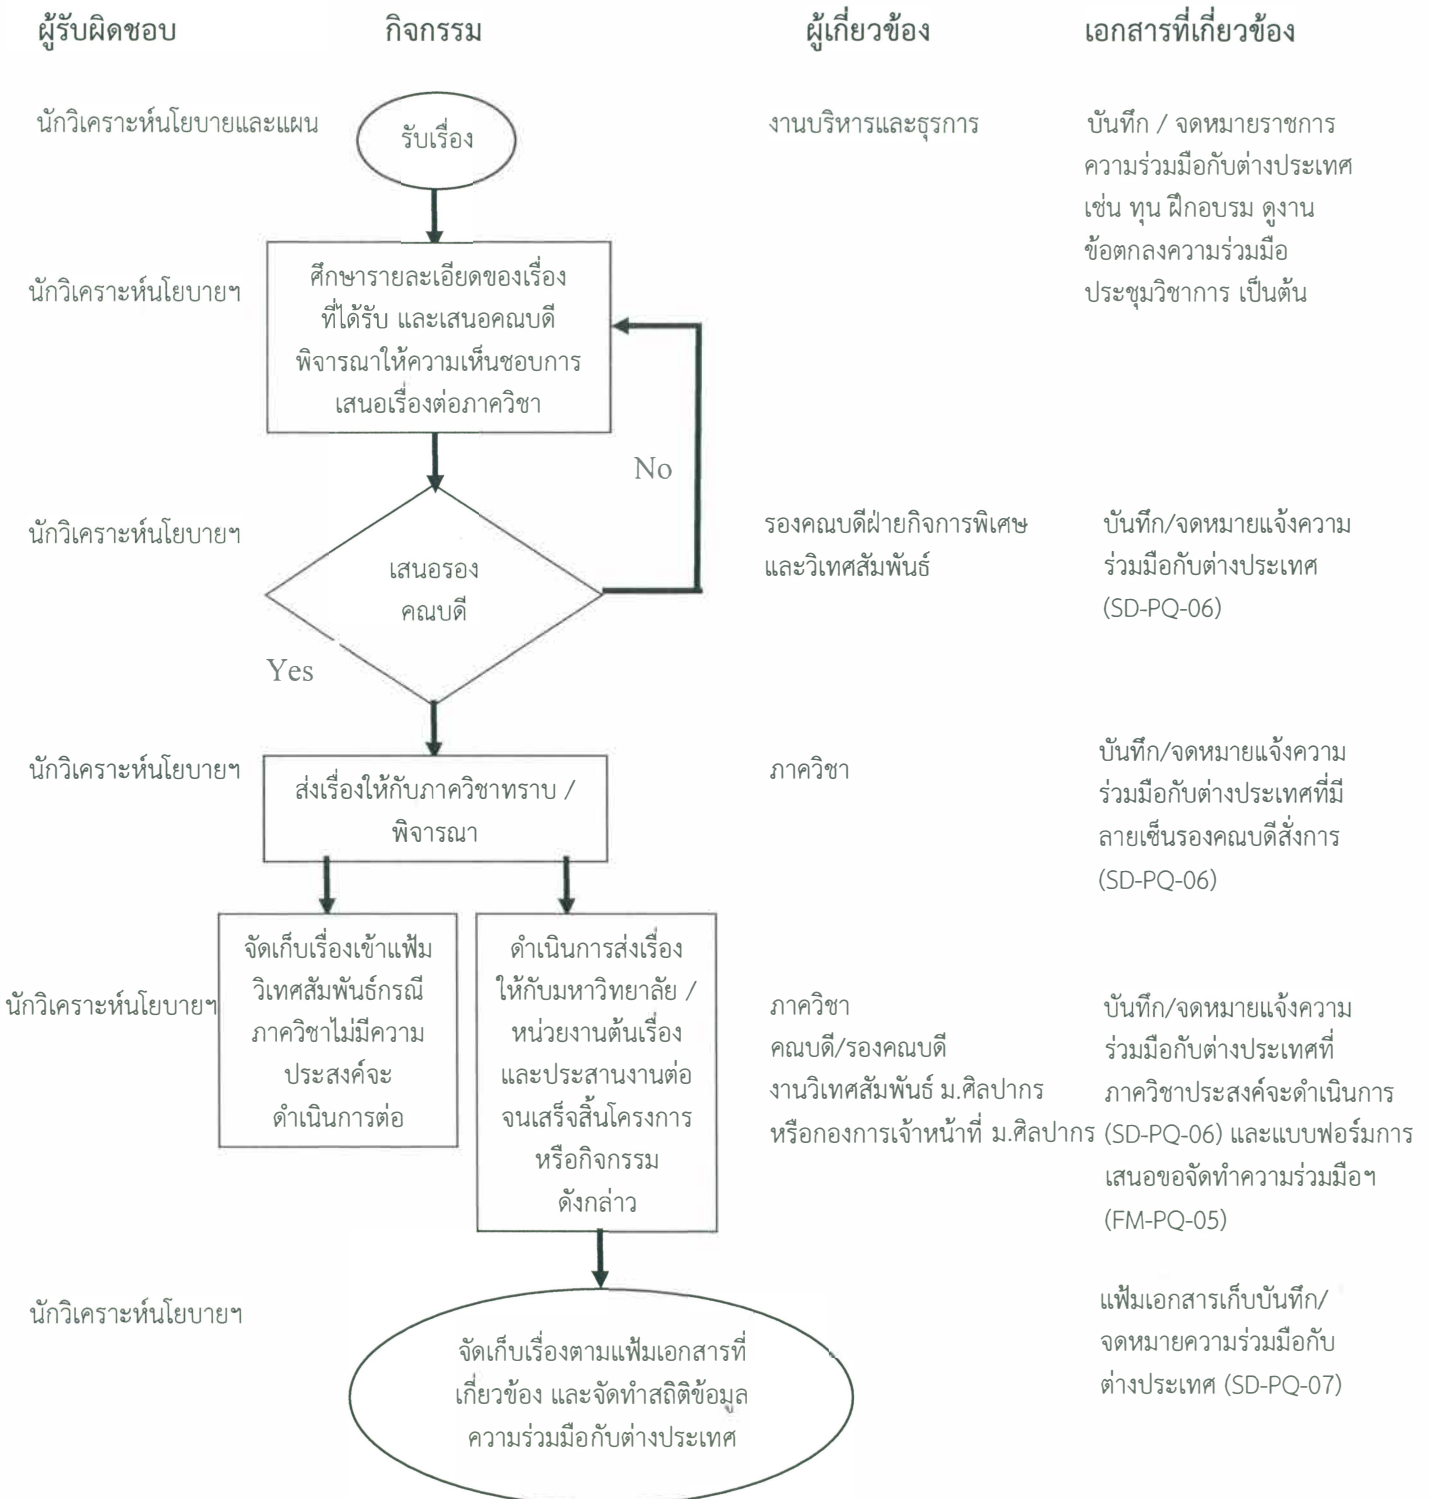 ผู้รับผิดชอบ กิจกรรม ผู้เกี่ยวข้อง เอกสารที่เกี่ยวข้อง
นักวิเคราะห์นโยบายและแผน
รับเรื่อง
งานบริหารและธุรการ
บันทึก / จดหมายราชการ
ความร่วมมือกับต่างประเทศ
เช่น ทุน ฝึกอบรม ดูงาน
ข้อตกลงความร่วมมือ
ประชุมวิชาการ เป็นต้น
นักวิเคราะห์นโยบายฯ
ศึกษารายละเอียดของเรื่อง
ที่ได้รับ และเสนอคณบดี
พิจารณาให้ความเห็นชอบการ
เสนอเรื่องต่อภาควิชา
No
นักวิเคราะห์นโยบายฯ
เสนอรอง
คณบดี
Yes
รองคณบดีฝ่ายกิจการพิเศษ
และวิเทศสัมพันธ์
บันทึก/จดหมายแจ้งความ
ร่วมมือกับต่างประเทศ
(SD-PQ-06)
นักวิเคราะห์นโยบายฯ
ส่งเรื่องให้กับภาควิชาทราบ /
พิจารณา
ภาควิชา
บันทึก/จดหมายแจ้งความ
ร่วมมือกับต่างประเทศที่มี
ลายเซ็นรองคณบดีสั่งการ
(SD-PQ-06)
นักวิเคราะห์นโยบายฯ
จัดเก็บเรื่องเข้าแฟ้ม
วิเทศสัมพันธ์กรณี
ภาควิชาไม่มีความ
ประสงค์จะ
ดำเนินการต่อ
ดำเนินการส่งเรื่อง
ให้กับมหาวิทยาลัย /
หน่วยงานต้นเรื่อง
และประสานงานต่อ
จนเสร็จสิ้นโครงการ
หรือกิจกรรม
ดังกล่าว
ภาควิชา
คณบดี/รองคณบดี
งานวิเทศสัมพันธ์ ม.ศิลปากร
หรือกองการเจ้าหน้าที่ ม.ศิลปากร
บันทึก/จดหมายแจ้งความ
ร่วมมือกับต่างประเทศที่
ภาควิชาประสงค์จะดำเนินการ
(SD-PQ-06) และแบบฟอร์มการ
เสนอขอจัดทำความร่วมมือฯ
(FM-PQ-05)
นักวิเคราะห์นโยบายฯ
จัดเก็บเรื่องตามแฟ้มเอกสารที่
เกี่ยวข้อง และจัดทำสถิติข้อมูล
ความร่วมมือกับต่างประเทศ
แฟ้มเอกสารเก็บบันทึก/
จดหมายความร่วมมือกับ
ต่างประเทศ (SD-PQ-07)